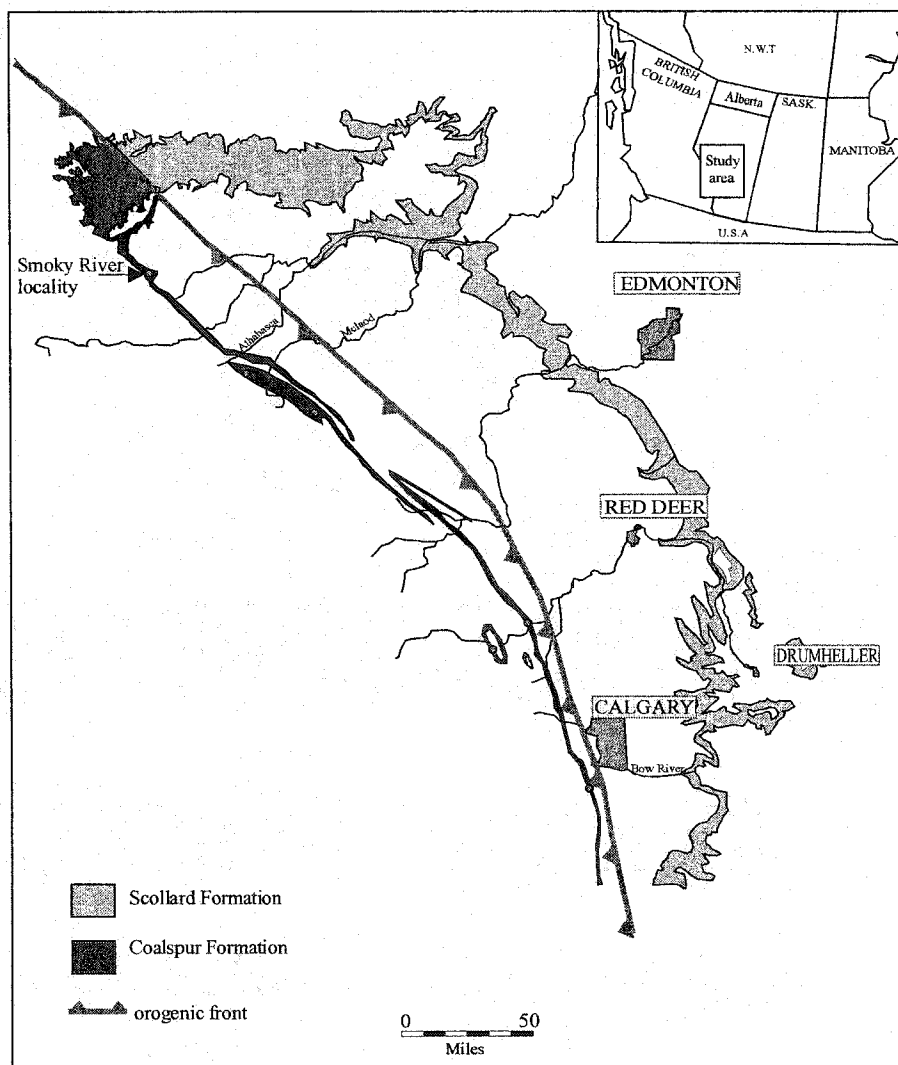 N.W.T
BRITISH
COLUMBIA
Alberta
SASK.
MANITOBA
Study
area
U.S.A
Smoky River
locality
EDMONTON
Athabasca
Mcleod
RED DEER
DRUMHELLER
CALGARY
Bow River
Scollard Formation
Coalspur Formation
orogenic front
0 50
Miles